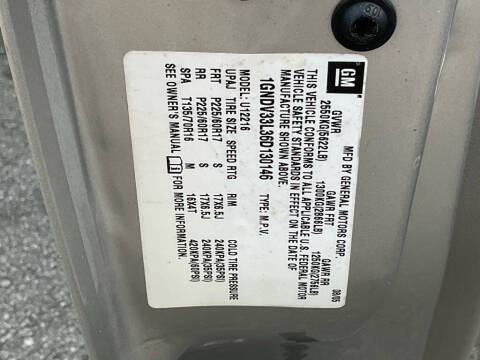 GM
MFD BY GENERAL MOTORS CORP. 08/05
GVWR GAWR FRT GAWR RR
2550KG(5622LB) 1300KG(2866LB) 1250KG(2756LB)
THIS VEHICLE CONFORMS TO ALL APPLICABLE U.S. FEDERAL MOTOR
VEHICLE SAFETY STANDARDS IN EFFECT ON THE DATE OF
MANUFACTURE SHOWN ABOVE.
1GNDV33L36D130146 TYPE: M.P.V.
MODEL: U12216
UPAJ TIRE SIZE SPEED RTG RIM COLD TIRE PRESSURE
FRT P225/60R17 S 17X6.5J 240KPA(35PSI)
RR P225/60R17 S 17X6.5J 240KPA(35PSI)
SPA T135/70R16 M 16X4T 420KPA(60PSI)
SEE OWNER'S MANUAL FOR MORE INFORMATION.